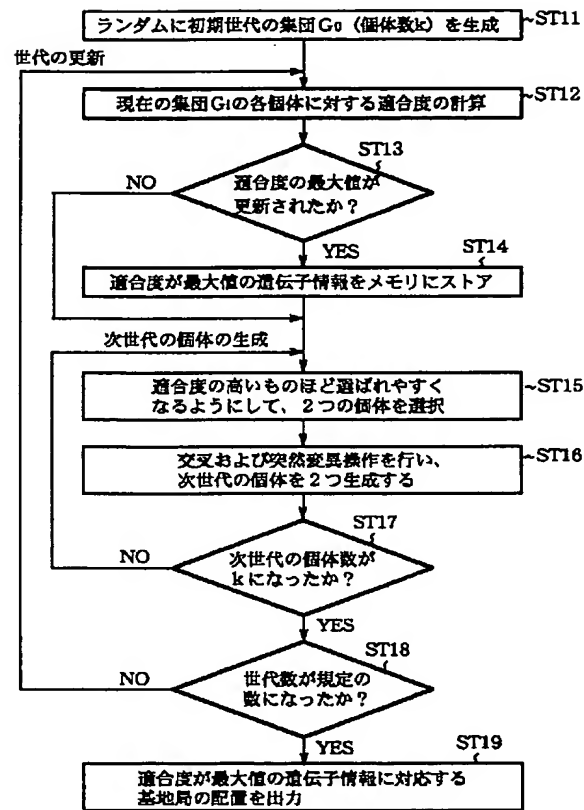 ランダムに初期世代の集団G₀(個体数k)を生成
ST11
世代の更新
現在の集団Giの各個体に対する適合度の計算
ST12
ST13
NO
適合度の最大値が
更新されたか?
YES
ST14
適合度が最大値の遺伝子情報をメモリにストア
次世代の個体の生成
適合度の高いものほど選ばれやすく
なるようにして、2つの個体を選択
ST15
交叉および突然変異操作を行い、
次世代の個体を2つ生成する
ST16
ST17
NO
次世代の個体数が
kになったか?
YES
ST18
NO
世代数が規定の
数になったか?
YES
ST19
適合度が最大値の遺伝子情報に対応する
基地局の配置を出力